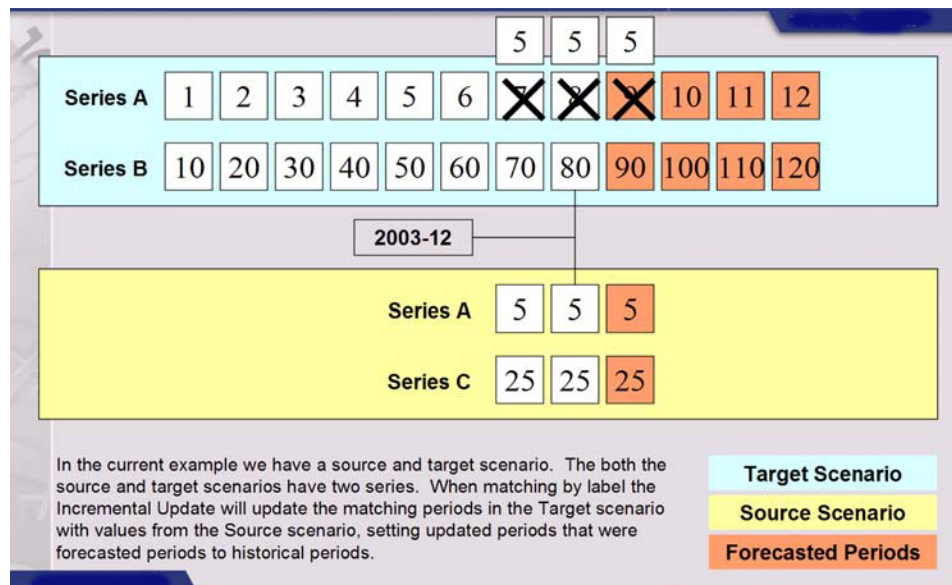 5 5 5
Series A 1 2 3 4 5 6 7 8 9 10 11 12
Series B 10 20 30 40 50 60 70 80 90 100 110 120
2003-12
Series A 5 5 5
Series C 25 25 25
In the current example we have a source and target scenario. The both the
source and target scenarios have two series. When matching by label the
Incremental Update will update the matching periods in the Target scenario
with values from the Source scenario, setting updated periods that were
forecasted periods to historical periods.
Target Scenario
Source Scenario
Forecasted Periods